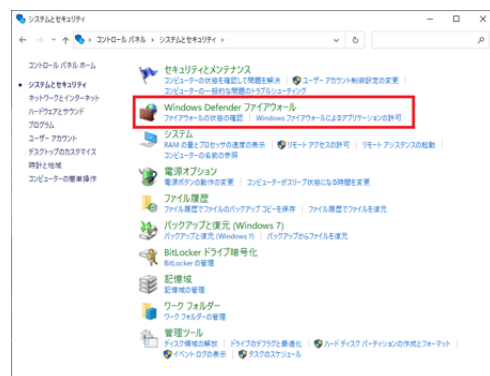 システムとセキュリティ
コントロール パネル › システムとセキュリティ ›
コントロール パネル ホーム
システムとセキュリティ
ネットワークとインターネット
ハードウェアとサウンド
プログラム
ユーザー アカウント
デスクトップのカスタマイズ
時計と地域
コンピューターの簡単操作
セキュリティとメンテナンス
コンピューターの状態を確認して問題を解決 | ユーザー アカウント制御設定の変更 |
コンピューターの一般的な問題のトラブルシューティング
Windows Defender ファイアウォール
ファイアウォールの状態の確認 | Windows ファイアウォールによるアプリケーションの許可
システム
RAM の量とプロセッサの速度の表示 | リモート アクセスの許可 | リモート アシスタンスの起動 |
コンピューターの名前の参照
電源オプション
電源ボタンの動作の変更 | コンピューターがスリープ状態になる時間を変更
ファイル履歴
ファイル履歴でファイルのバックアップ コピーを保存 | ファイル履歴でファイルを復元
バックアップと復元 (Windows 7)
バックアップと復元 (Windows 7) | バックアップからファイルを復元
BitLocker ドライブ暗号化
BitLocker の管理
記憶域
記憶域の管理
ワーク フォルダー
ワーク フォルダーの管理
管理ツール
ディスク領域の解放 | ドライブのデフラグと最適化 | ハード ディスク パーティションの作成とフォーマット |
イベント ログの表示 | タスクのスケジュール